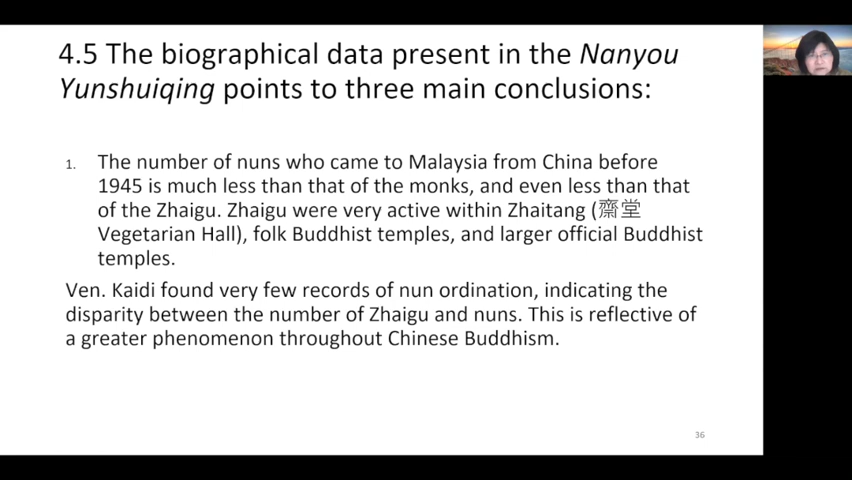 4.5 The biographical data present in the Nanyou
Yunshuiqing points to three main conclusions:
1. The number of nuns who came to Malaysia from China before
1945 is much less than that of the monks, and even less than that
of the Zhaigu. Zhaigu were very active within Zhaitang (齋堂
Vegetarian Hall), folk Buddhist temples, and larger official Buddhist
temples.
Ven. Kaidi found very few records of nun ordination, indicating the
disparity between the number of Zhaigu and nuns. This is reflective of
a greater phenomenon throughout Chinese Buddhism.
36